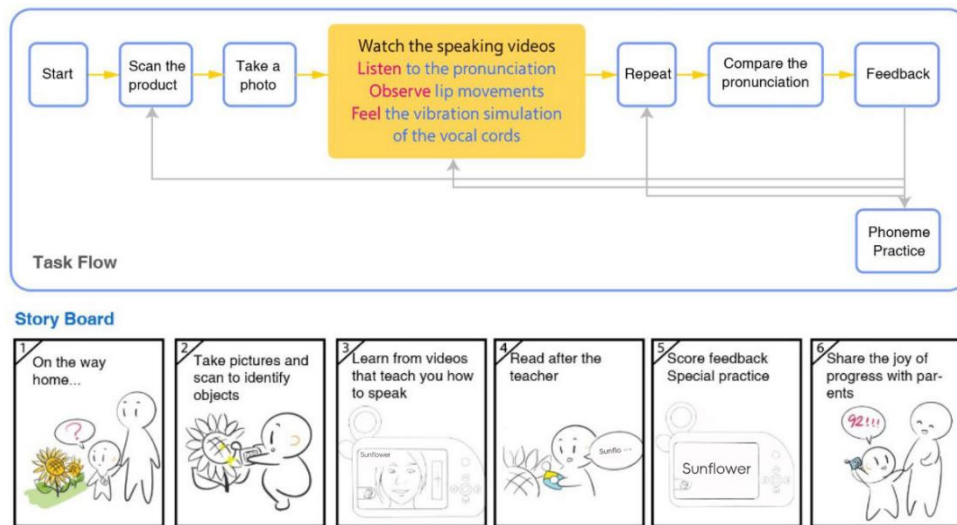 Start
Scan the
product
Take a
photo
Watch the speaking videos
Listen to the pronunciation
Observe lip movements
Feel the vibration simulation
of the vocal cords
Repeat
Compare the
pronunciation
Feedback
Phoneme
Practice
Task Flow
Story Board
1
On the way
home...
?
2
Take pictures and
scan to identify
objects
3
Learn from videos
that teach you how
to speak
Sunflower
4
Read after the
teacher
Sunflo ...
5
Score feedback
Special practice
Sunflower
6
Share the joy of
progress with par-
ents
92!!!